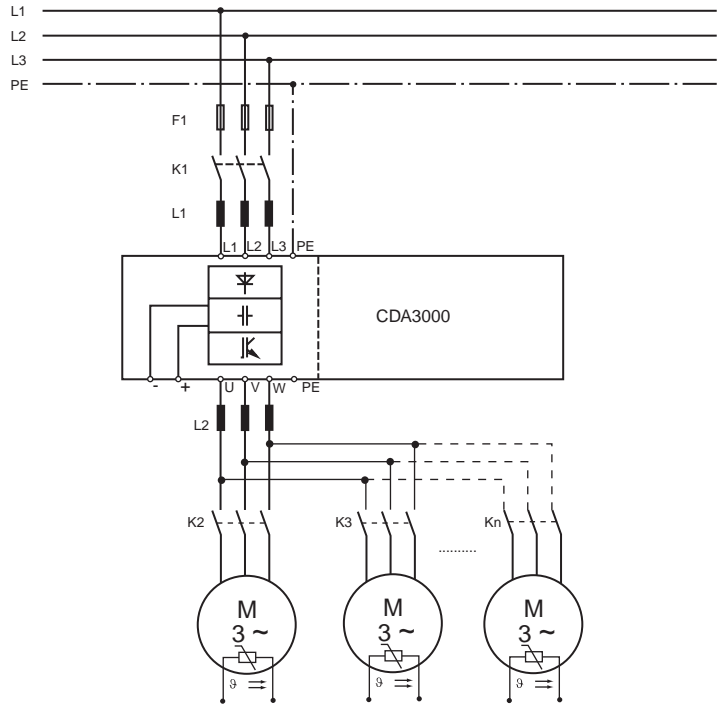 L1
L2
L3
PE
F1
K1
L1
L1 L2 L3 PE
CDA3000
- + U V W PE
L2
K2 K3 Kn
..........
M M M
3 ~ 3 ~ 3 ~
ϑ ϑ ϑ